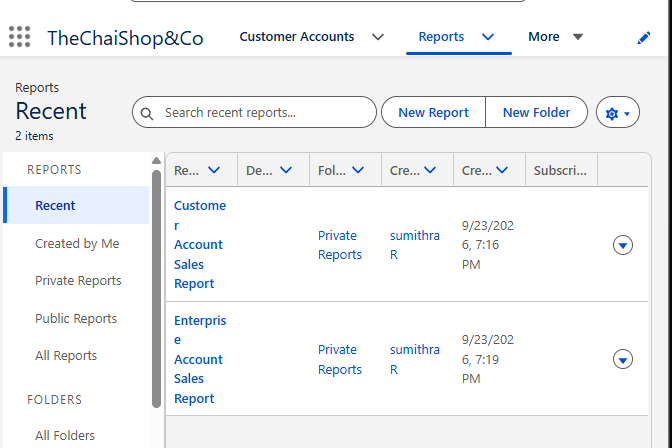 TheChaiShop&Co
Customer Accounts
Reports
More
Reports
Recent
2 items
Search recent reports...
New Report
New Folder
REPORTS
Recent
Created by Me
Private Reports
Public Reports
All Reports
FOLDERS
All Folders
Re...
De...
Fol...
Cre...
Cre...
Subscri...
Custome
r
Account
Sales
Report
Private
Reports
sumithra
R
9/23/202
6, 7:16
PM
Enterpris
e
Account
Sales
Report
Private
Reports
sumithra
R
9/23/202
6, 7:19
PM